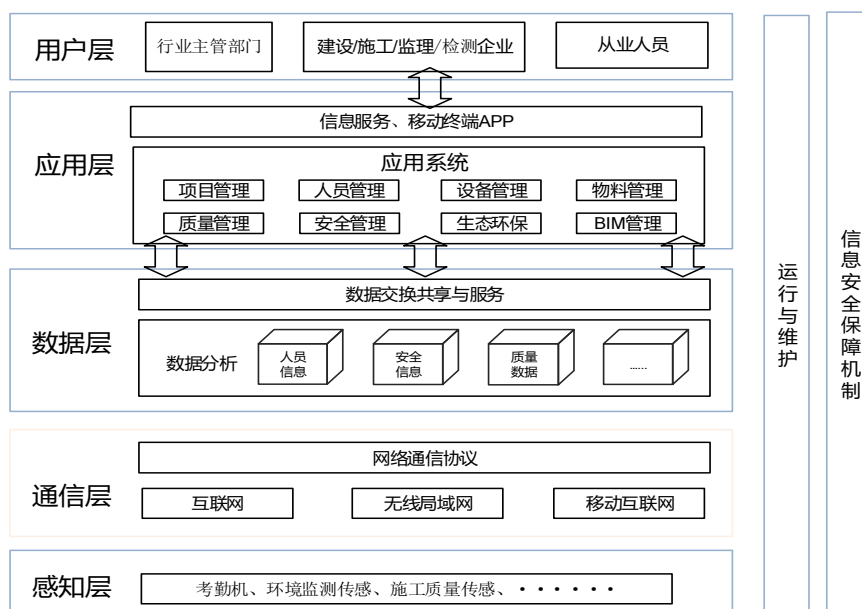 用户层
行业主管部门
建设/施工/监理/检测企业
从业人员
应用层
信息服务、移动终端APP
应用系统
项目管理
人员管理
设备管理
物料管理
质量管理
安全管理
生态环保
BIM管理
数据层
数据交换共享与服务
数据分析
人员
信息
安全
信息
质量
数据
......
通信层
网络通信协议
互联网
无线局域网
移动互联网
感知层
考勤机、环境监测传感、施工质量传感、······
运行与维护
信息安全保障机制